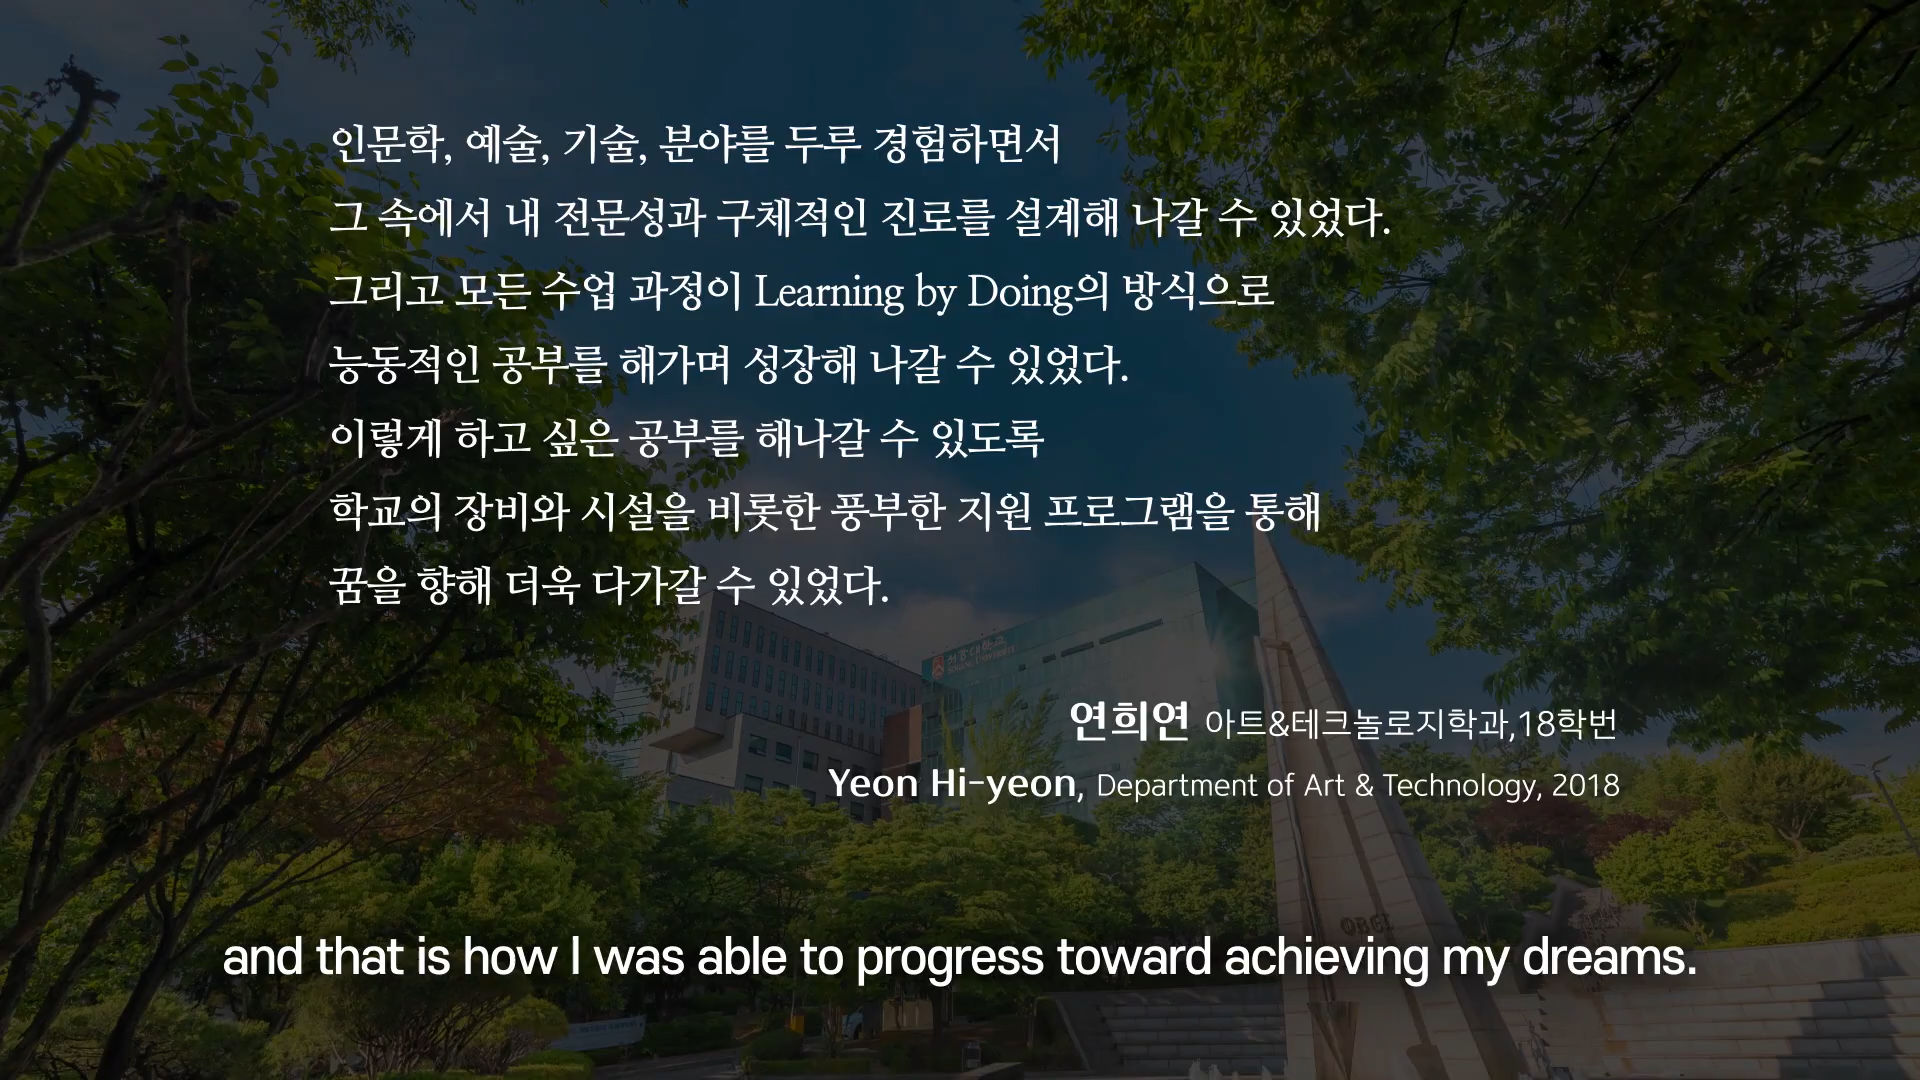 인문학, 예술, 기술, 분야를 두루 경험하면서
그 속에서 내 전문성과 구체적인 진로를 설계해 나갈 수 있었다.
그리고 모든 수업 과정이 Learning by Doing의 방식으로
능동적인 공부를 해가며 성장해 나갈 수 있었다.
이렇게 하고 싶은 공부를 해나갈 수 있도록
학교의 장비와 시설을 비롯한 풍부한 지원 프로그램을 통해
꿈을 향해 더욱 다가갈 수 있었다.
서강대학교
SOGANG UNIVERSITY
연희연 아트&테크놀로지학과,18학번
Yeon Hi-yeon, Department of Art & Technology, 2018
1960
and that is how I was able to progress toward achieving my dreams.